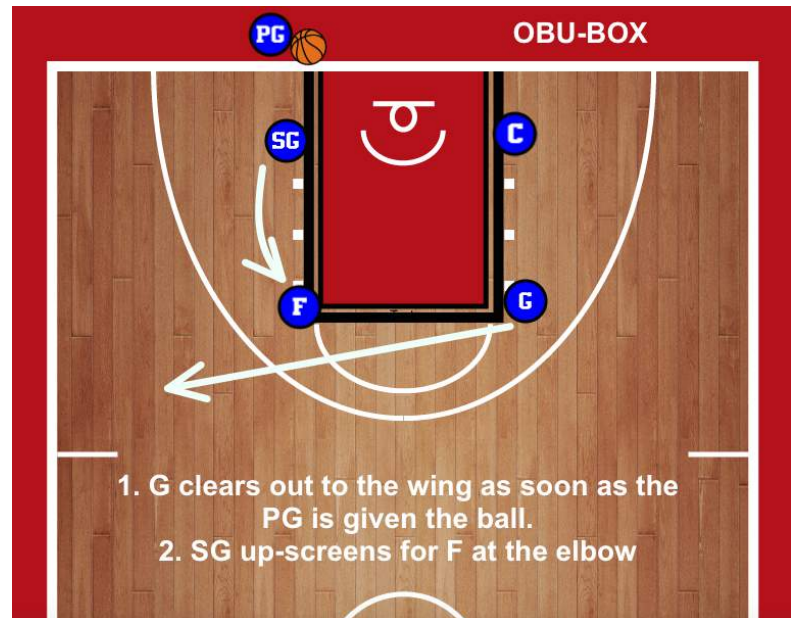 PG
OBU-BOX
SG
C
F
G
1. G clears out to the wing as soon as the
PG is given the ball.
2. SG up-screens for F at the elbow